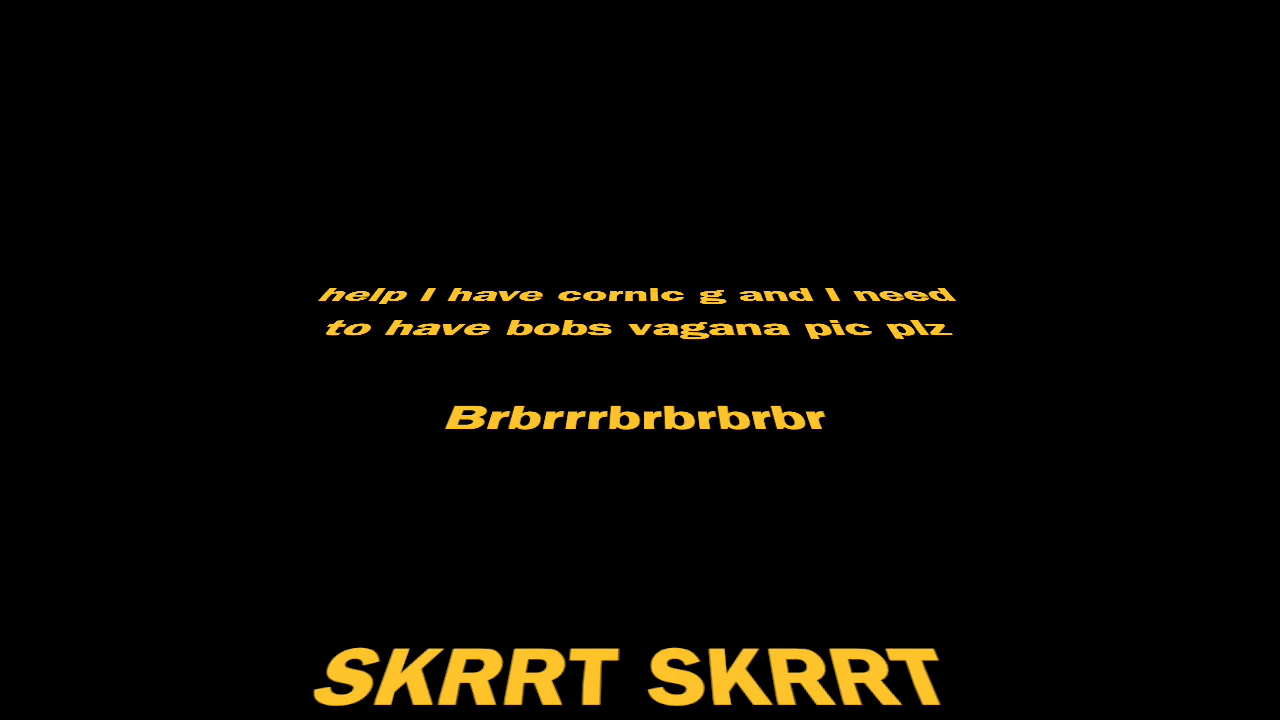 help I have cornIc g and I need
to have bobs vagana pic plz
Brbrrrbrbrbrbr
SKRRT SKRRT